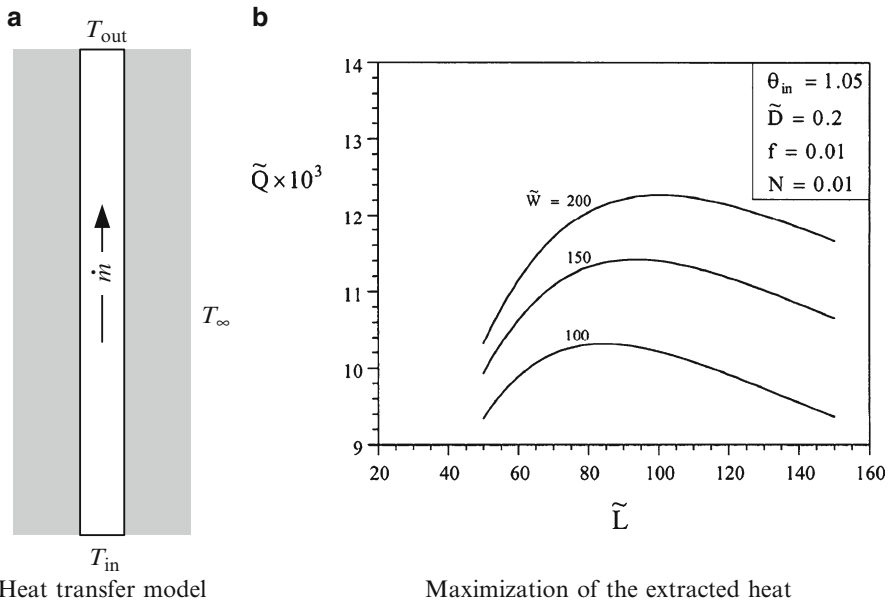 a
T_out
ṁ
T_∞
T_in
Heat transfer model
b
Q̃ × 10³
14
13
12
11
10
9
θ_in = 1.05
D̃ = 0.2
f = 0.01
N = 0.01
W̃ = 200
150
100
20 40 60 80 100 120 140 160
L̃
Maximization of the extracted heat